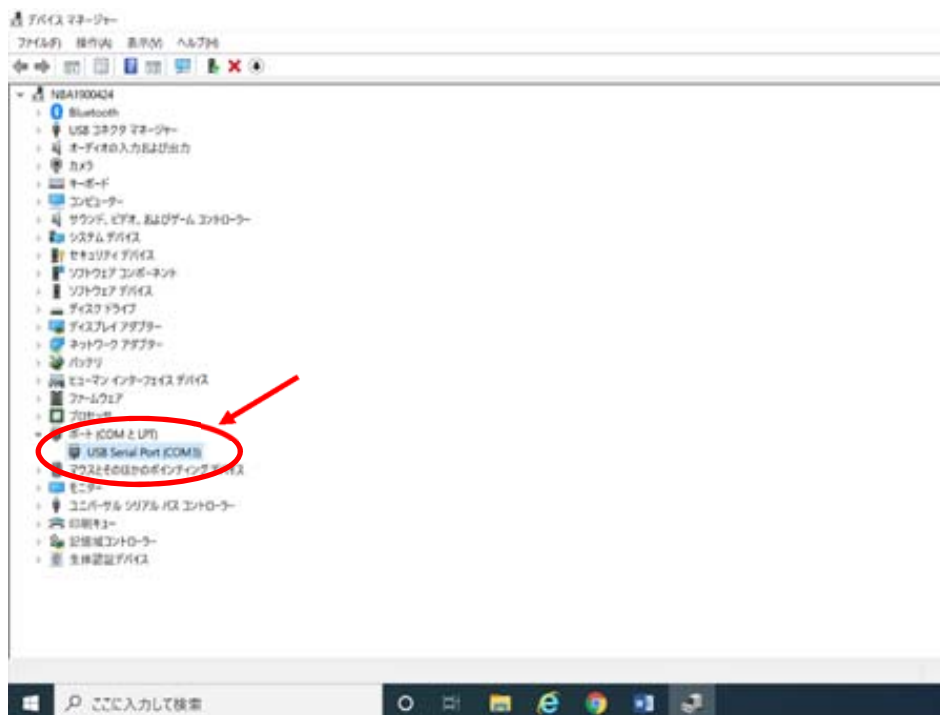 デバイス マネージャー
ファイル(F) 操作(A) 表示(V) ヘルプ(H)
NBA1900424
Bluetooth
USB コネクタ マネージャー
オーディオの入力および出力
カメラ
キーボード
コンピューター
サウンド、ビデオ、およびゲーム コントローラー
システム デバイス
セキュリティ デバイス
ソフトウェア コンポーネント
ソフトウェア デバイス
ディスク ドライブ
ディスプレイ アダプター
ネットワーク アダプター
バッテリ
ヒューマン インターフェイス デバイス
ファームウェア
プロセッサ
ポート (COM と LPT)
USB Serial Port (COM3)
マウスとそのほかのポインティング デバイス
モニター
ユニバーサル シリアル バス コントローラー
印刷キュー
記憶域コントローラー
生体認証デバイス
ここに入力して検索